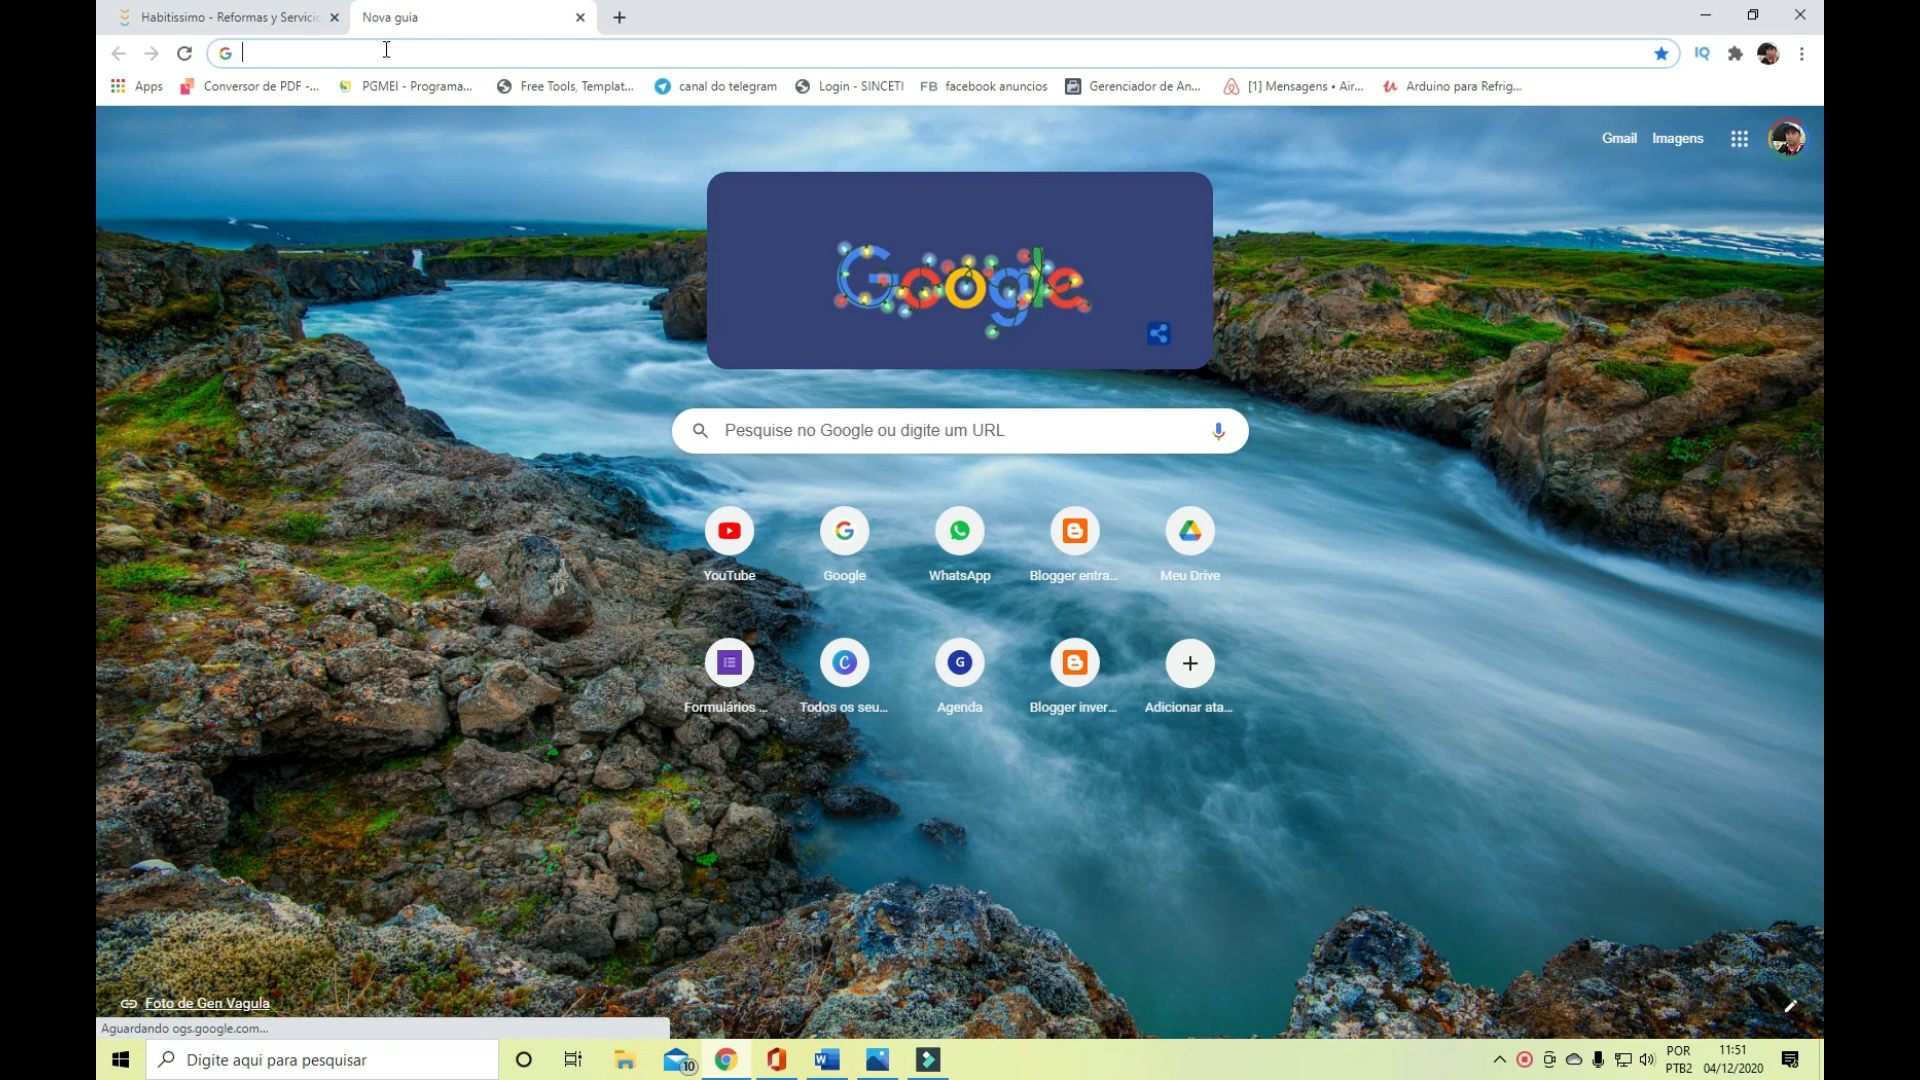 Habitissimo - Reformas y Servicic
Nova guia
Apps
Conversor de PDF -...
PGMEI - Programa...
Free Tools, Templat...
canal do telegram
Login - SINCETI
FB facebook anuncios
Gerenciador de An...
[1] Mensagens • Air...
Arduino para Refrig...
IQ
Gmail
Imagens
Google
Pesquise no Google ou digite um URL
YouTube
Google
WhatsApp
Blogger entra...
Meu Drive
Formulários ...
Todos os seu...
Agenda
Blogger inver...
Adicionar ata...
Foto de Gen Vagula
Aguardando ogs.google.com...
Digite aqui para pesquisar
10
POR
PTB2
11:51
04/12/2020